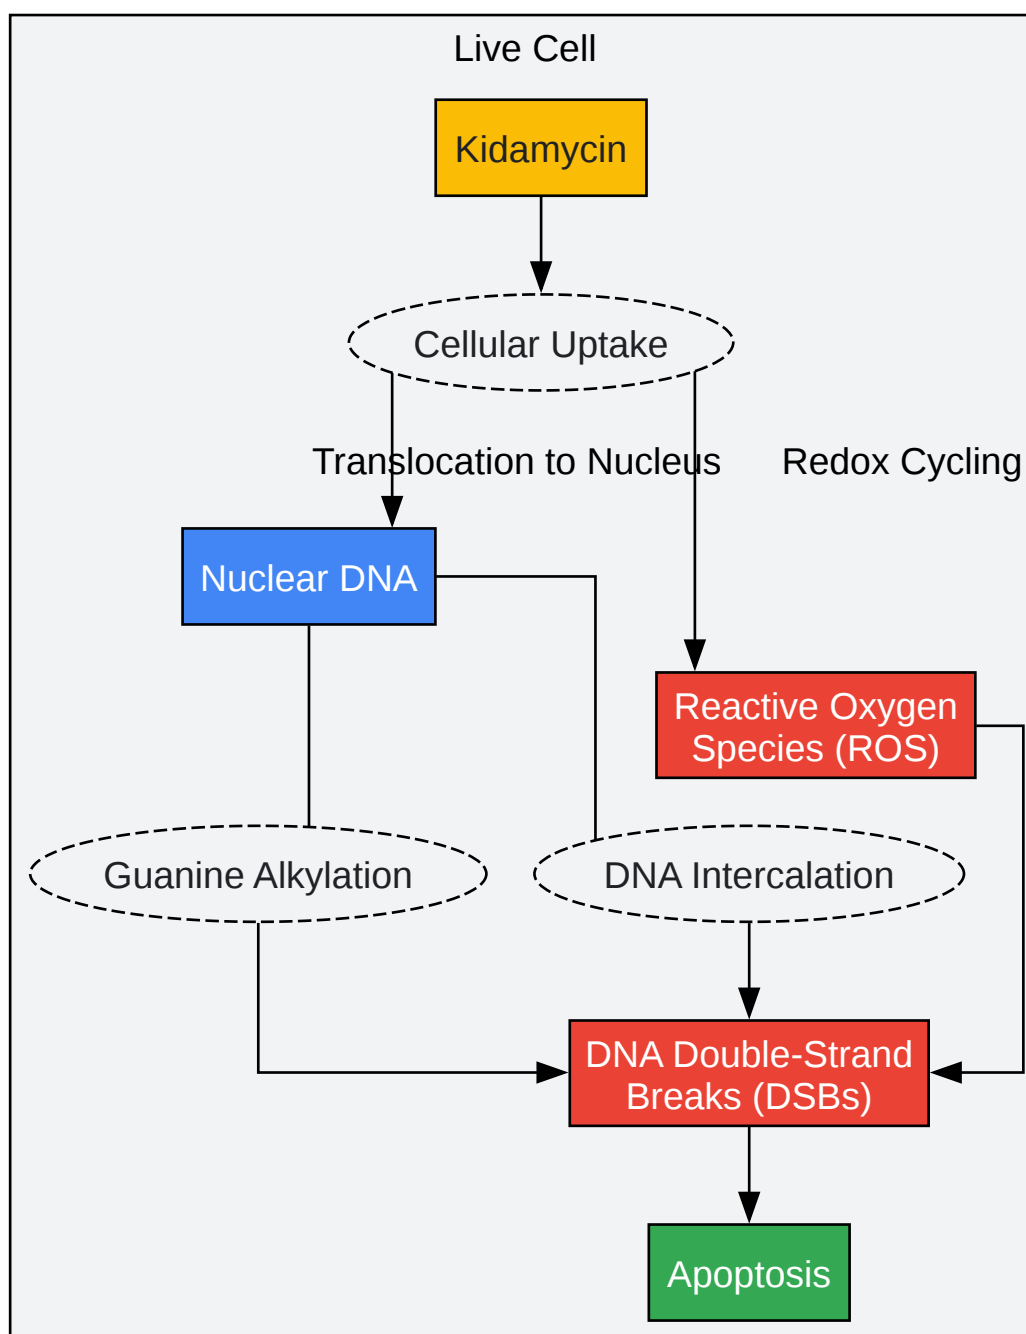 Live Cell
Kidamycin
Cellular Uptake
Translocation to Nucleus
Redox Cycling
Nuclear DNA
Reactive Oxygen
Species (ROS)
Guanine Alkylation
DNA Intercalation
DNA Double-Strand
Breaks (DSBs)
Apoptosis